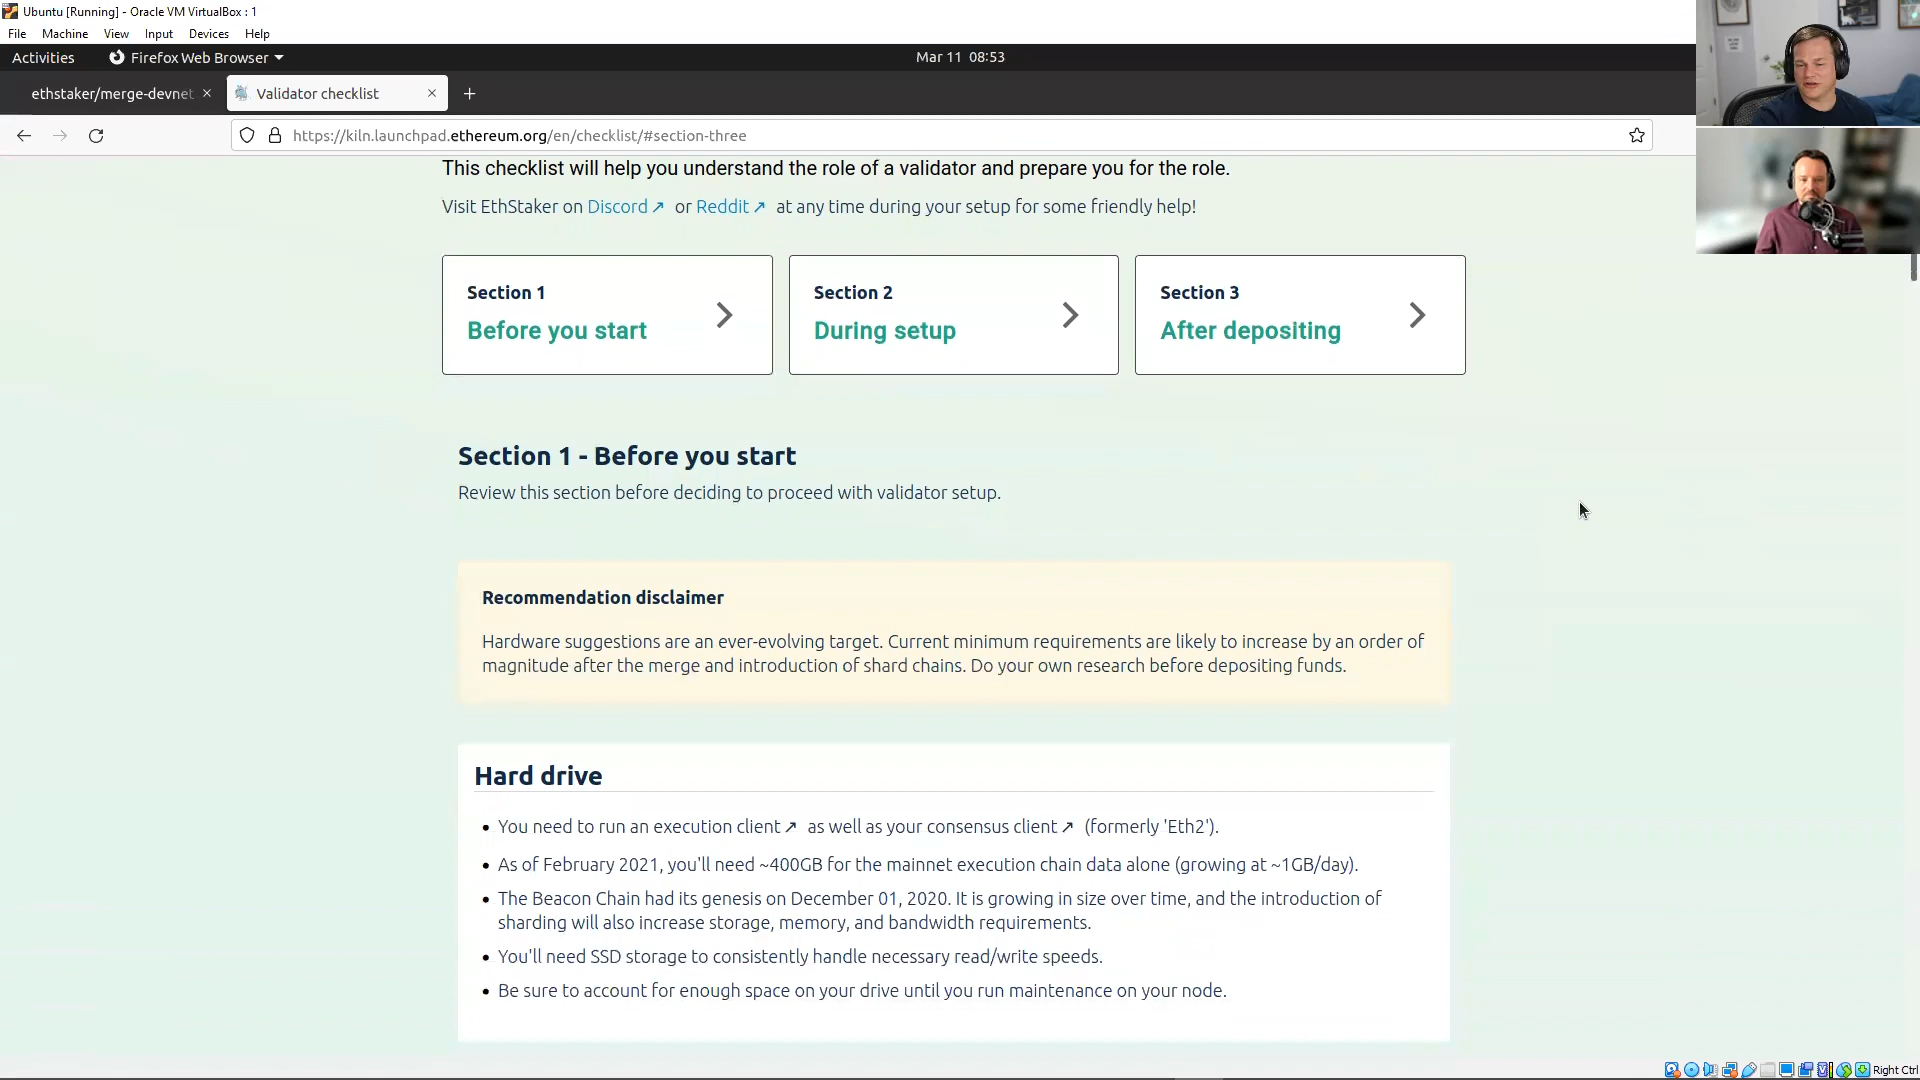 Ubuntu [Running] - Oracle VM VirtualBox : 1
File Machine View Input Devices Help
Activities Firefox Web Browser Mar 11 08:53
ethstaker/merge-devnet Validator checklist
https://kiln.launchpad.ethereum.org/en/checklist/#section-three
This checklist will help you understand the role of a validator and prepare you for the role.
Visit EthStaker on Discord ↗ or Reddit ↗ at any time during your setup for some friendly help!
Section 1
Before you start
Section 2
During setup
Section 3
After depositing
Section 1 - Before you start
Review this section before deciding to proceed with validator setup.
Recommendation disclaimer
Hardware suggestions are an ever-evolving target. Current minimum requirements are likely to increase by an order of
magnitude after the merge and introduction of shard chains. Do your own research before depositing funds.
Hard drive
• You need to run an execution client ↗ as well as your consensus client ↗ (formerly 'Eth2').
• As of February 2021, you'll need ~400GB for the mainnet execution chain data alone (growing at ~1GB/day).
• The Beacon Chain had its genesis on December 01, 2020. It is growing in size over time, and the introduction of
sharding will also increase storage, memory, and bandwidth requirements.
• You'll need SSD storage to consistently handle necessary read/write speeds.
• Be sure to account for enough space on your drive until you run maintenance on your node.
Right Ctrl